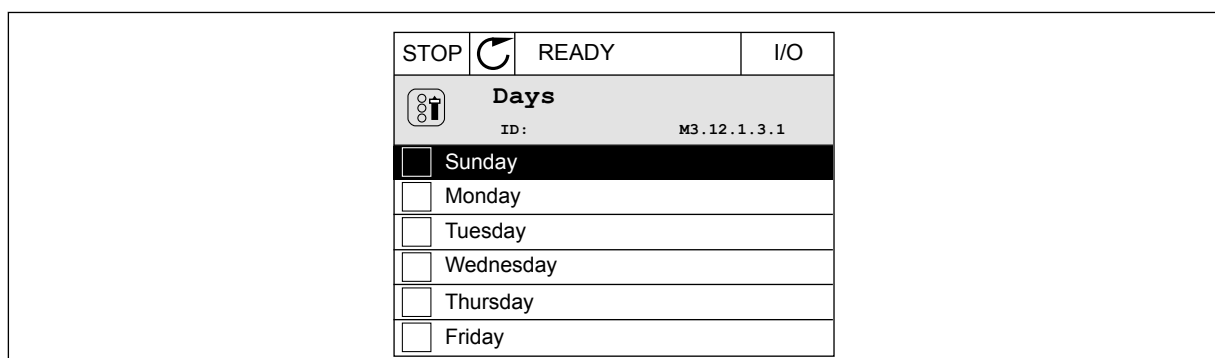 STOP READY I/O
Days
ID: M3.12.1.3.1
Sunday
Monday
Tuesday
Wednesday
Thursday
Friday